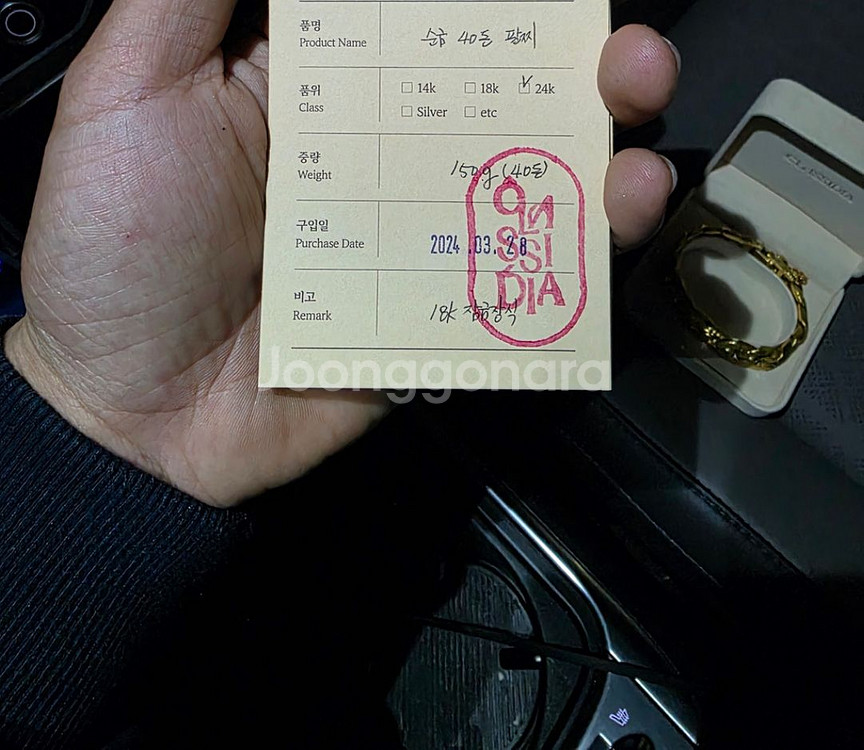 품명
Product Name
순금 40돈 팔찌
품위
Class
14k
18k
24k
Silver
etc
중량
Weight
150g (40돈)
구입일
Purchase Date
2024.03.28
비고
Remark
18k 잠금장식
SSI
DIA
Joonggonara